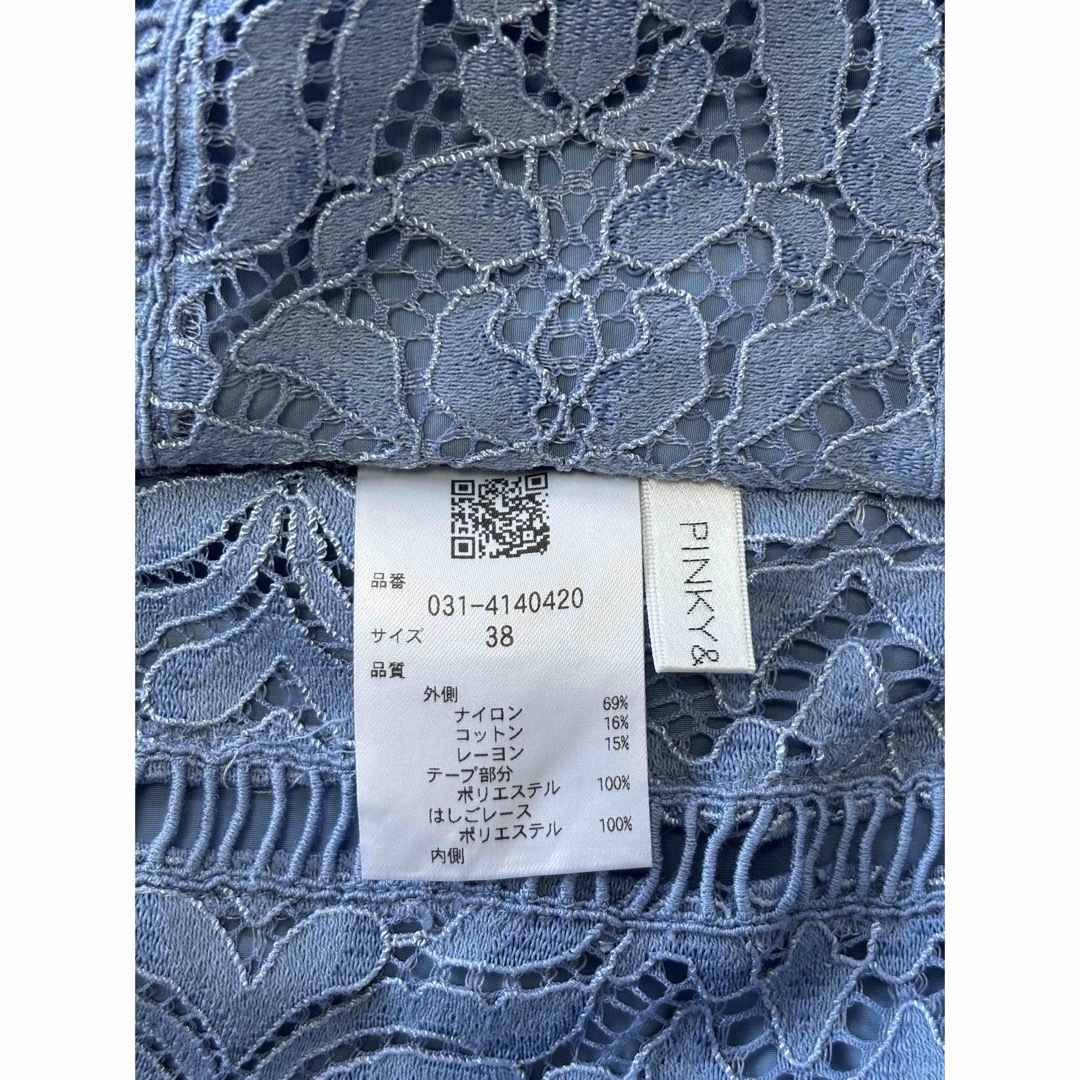 品番
031-4140420
サイズ 38
品質
外側
ナイロン 69%
コットン 16%
レーヨン 15%
テープ部分
ポリエステル 100%
はしごレース
ポリエステル 100%
内側
PINKY&